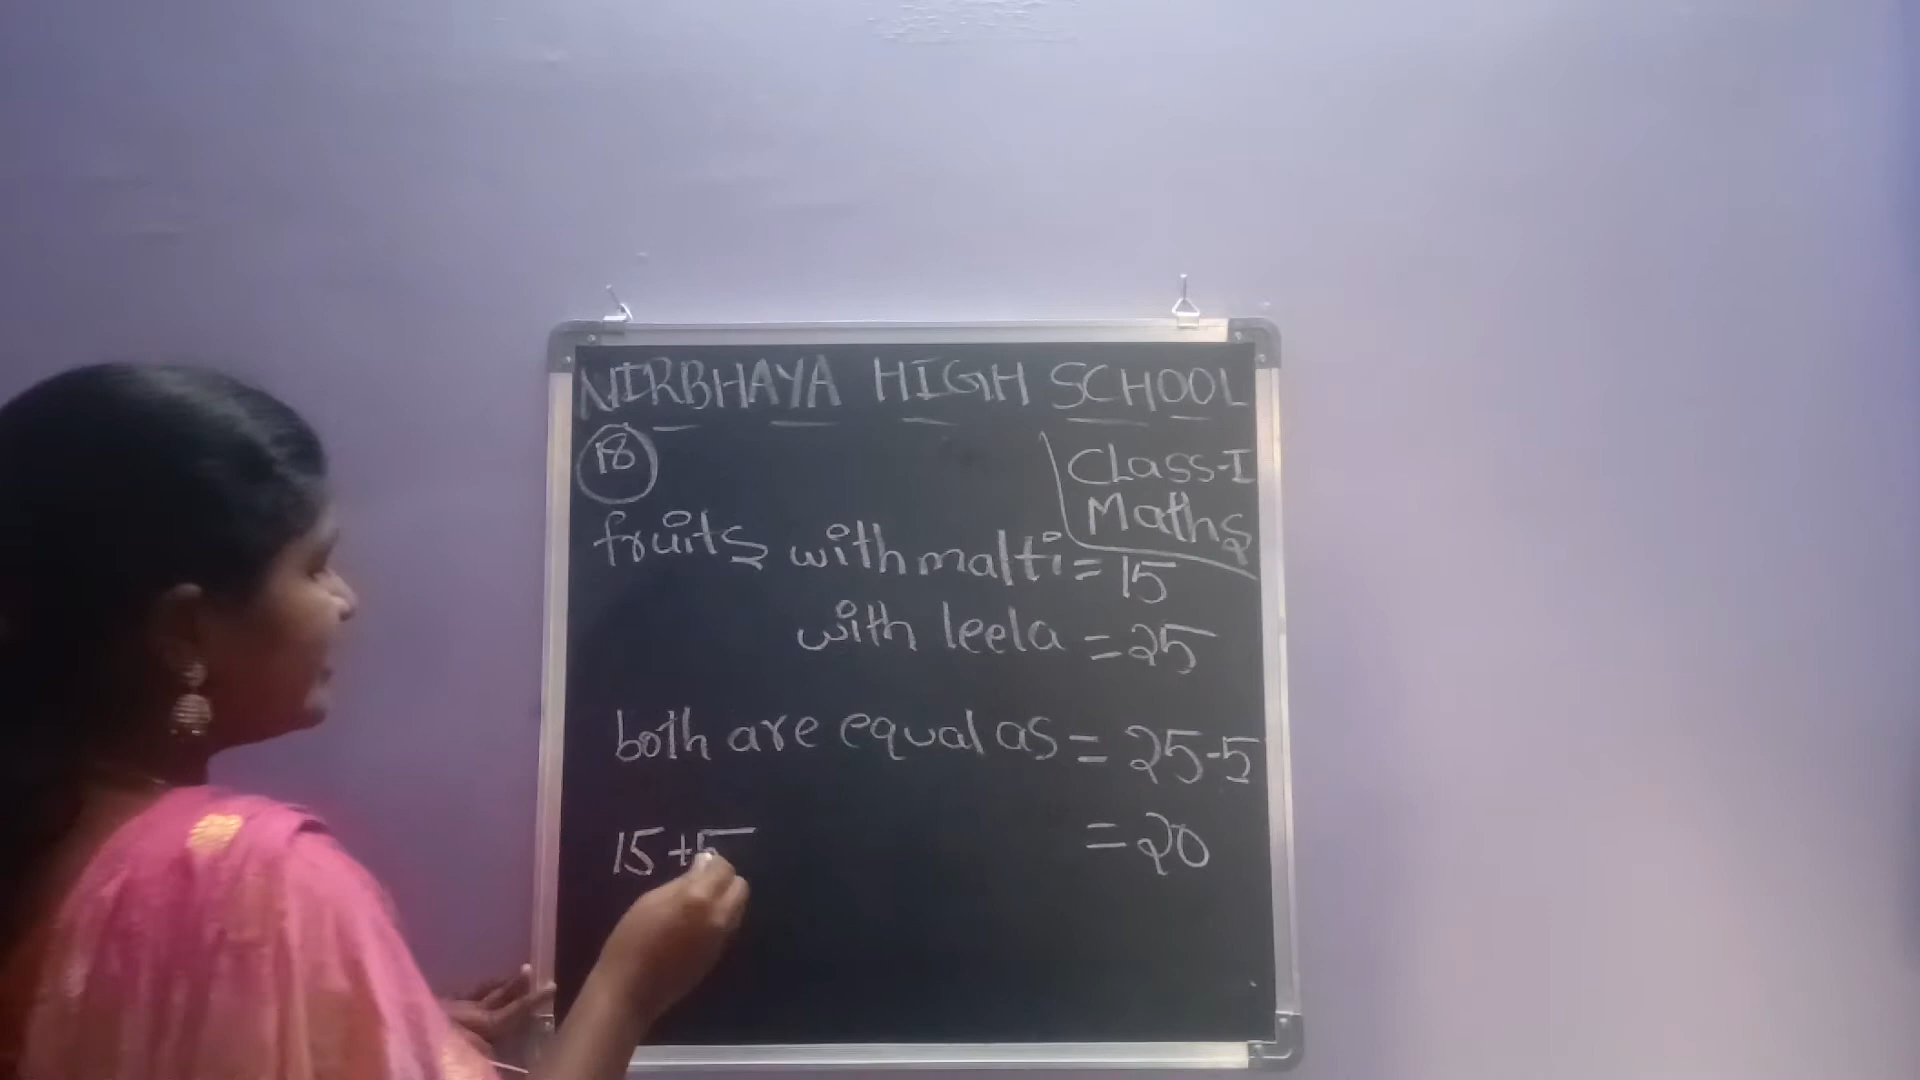 NIRBHAYA HIGH SCHOOL
18
CLass-I
Maths
fruits with malti = 15
with leela = 25
both are equal as = 25-5
15+5 = 20